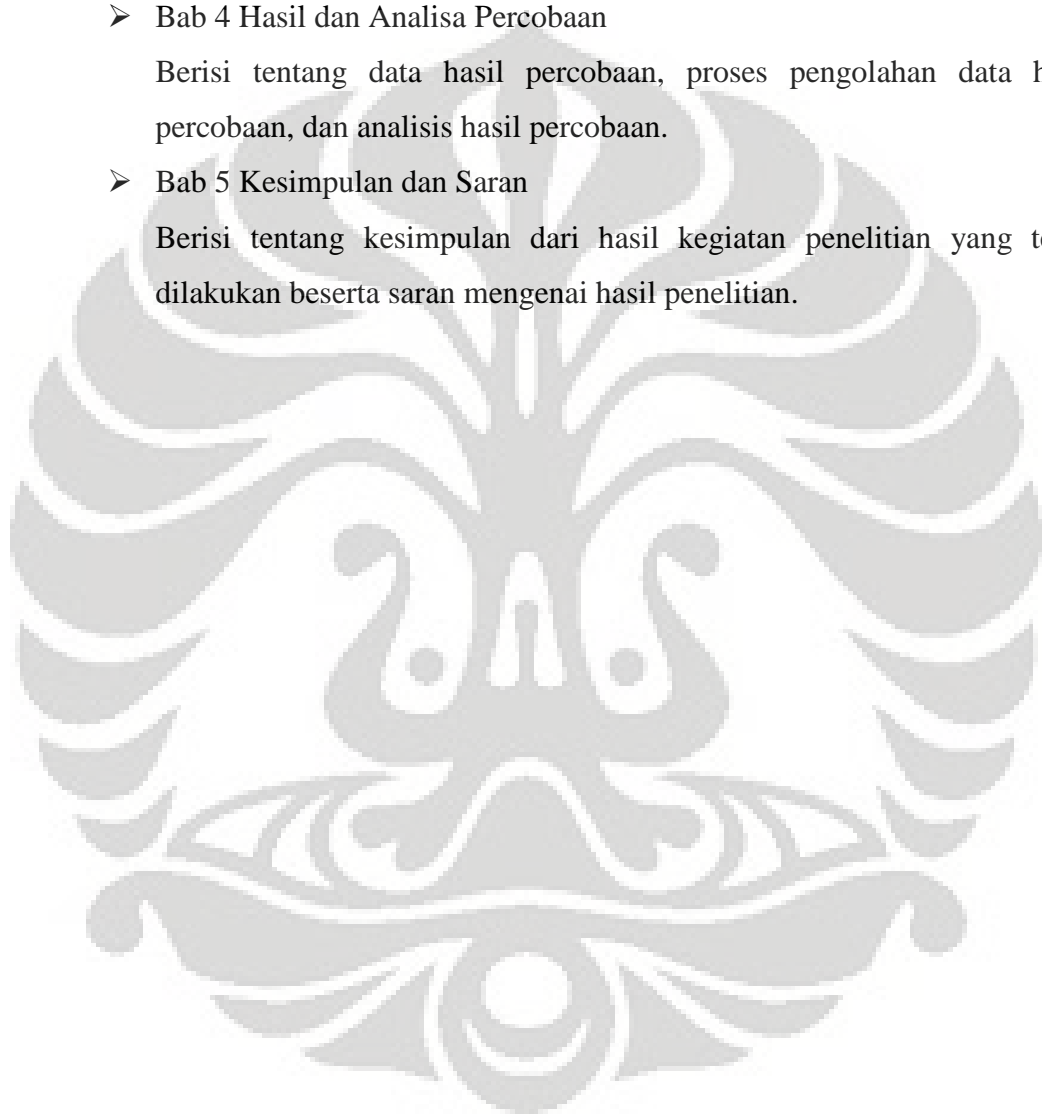 ➢ Bab 4 Hasil dan Analisa Percobaan
Berisi tentang data hasil percobaan, proses pengolahan data
percobaan, dan analisis hasil percobaan.
➢ Bab 5 Kesimpulan dan Saran
Berisi tentang kesimpulan dari hasil kegiatan penelitian yang
dilakukan beserta saran mengenai hasil penelitian.